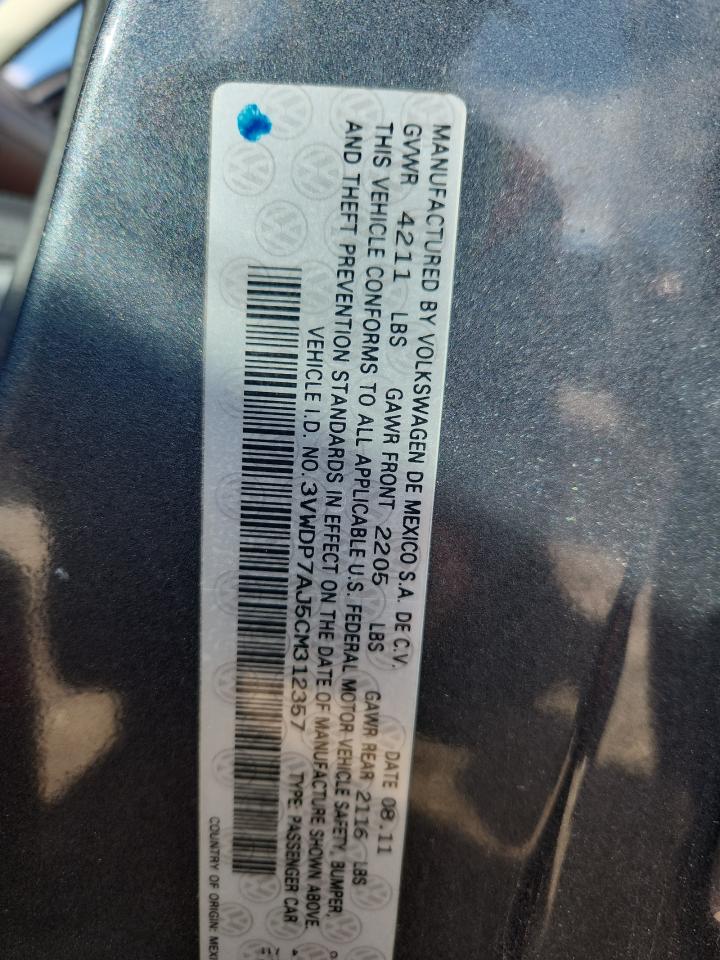 MANUFACTURED BY VOLKSWAGEN DE MEXICO S.A. DE C.V. DATE 08.11
GVWR 4211 LBS GAWR FRONT 2205 LBS GAWR REAR 2116 LBS
THIS VEHICLE CONFORMS TO ALL APPLICABLE U.S. FEDERAL MOTOR VEHICLE SAFETY, BUMPER,
AND THEFT PREVENTION STANDARDS IN EFFECT ON THE DATE OF MANUFACTURE SHOWN ABOVE.
VEHICLE I.D. NO. 3VWDP7AJ5CM312357 TYPE: PASSENGER CAR
COUNTRY OF ORIGIN: MEXI